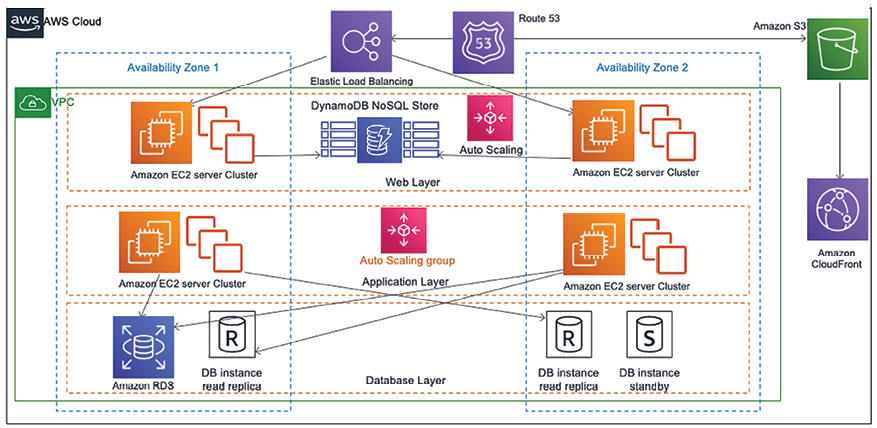 aws
AWS Cloud
Route 53
53
Amazon S3
Availability Zone 1
Elastic Load Balancing
Availability Zone 2
VPC
DynamoDB NoSQL Store
Auto Scaling
Amazon EC2 server Cluster
Amazon EC2 server Cluster
Web Layer
Auto Scaling group
Amazon
CloudFront
Amazon EC2 server Cluster
Application Layer
Amazon EC2 server Cluster
R
R
S
Amazon RDS
DB instance
read replica
Database Layer
DB instance
read replica
DB instance
standby